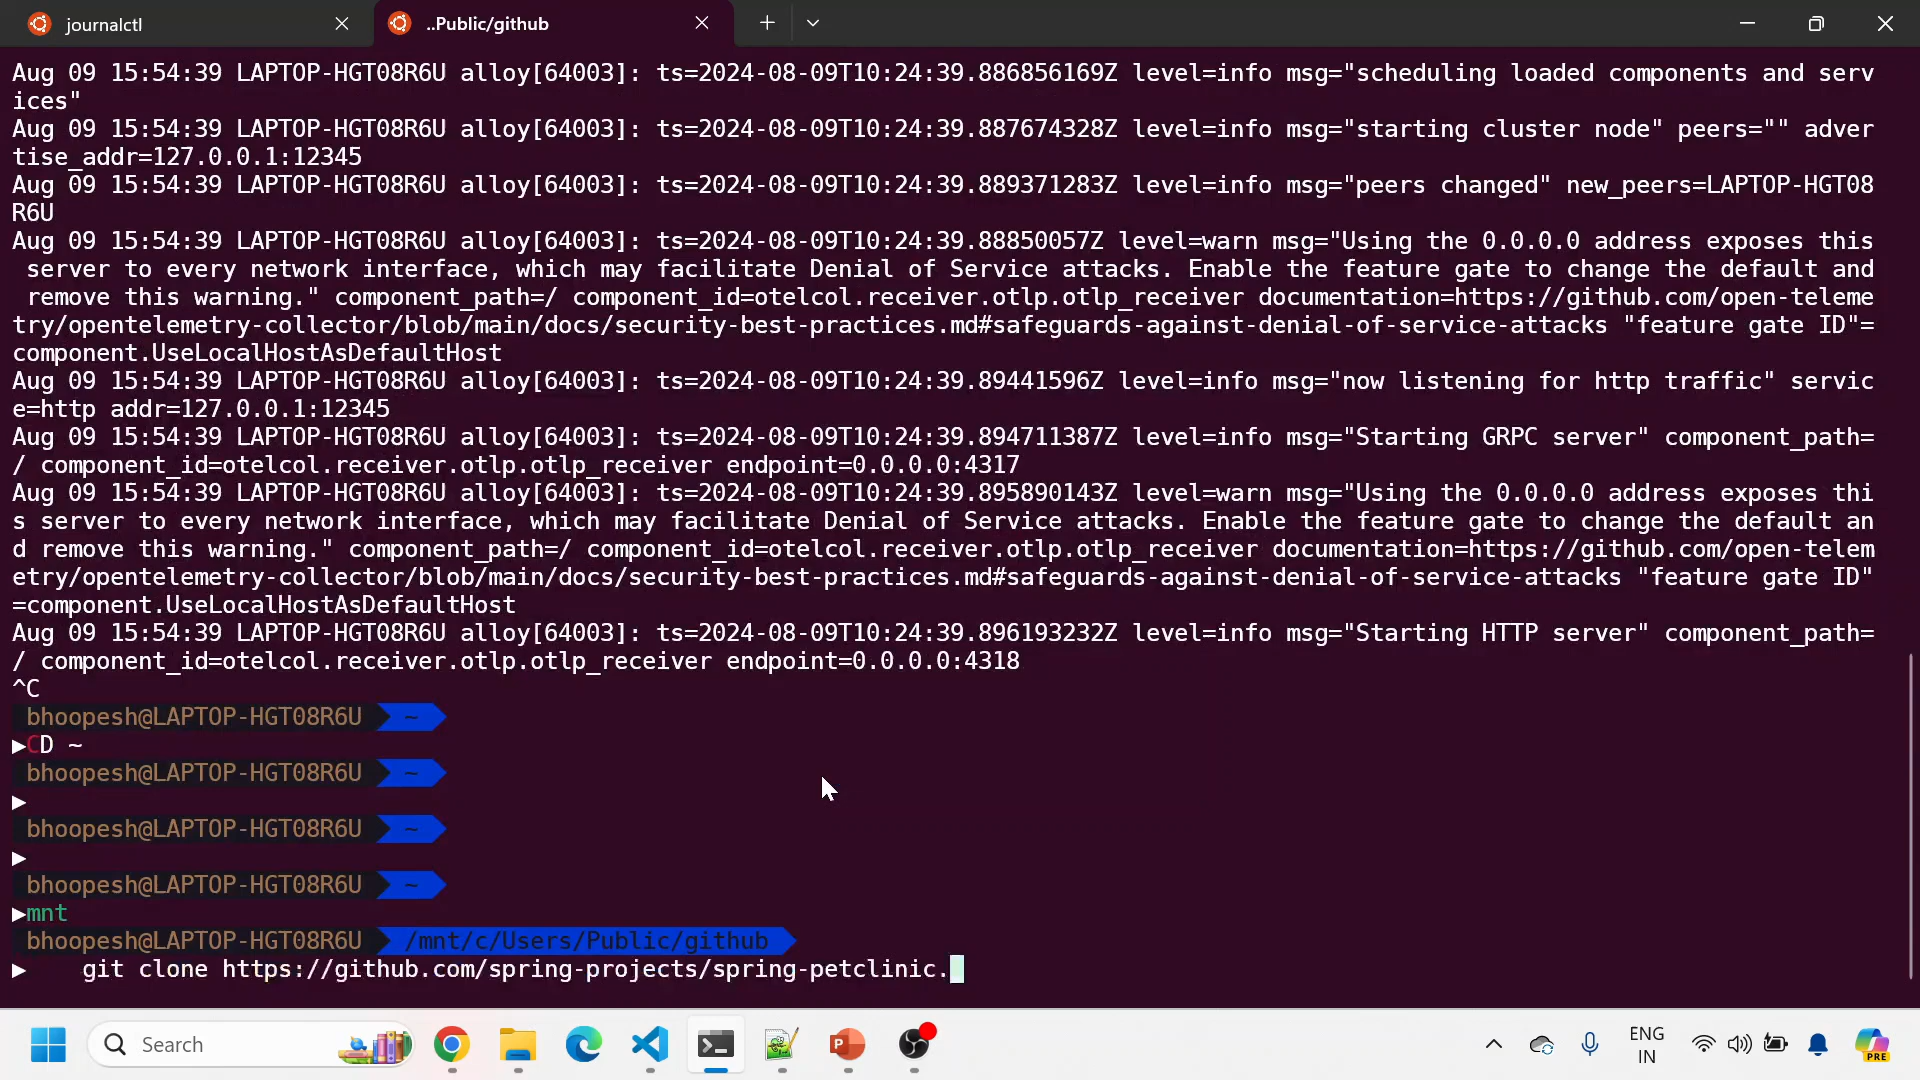 journalctl
..Public/github
Aug 09 15:54:39 LAPTOP-HGT08R6U alloy[64003]: ts=2024-08-09T10:24:39.886856169Z level=info msg="scheduling loaded components and serv
ices"
Aug 09 15:54:39 LAPTOP-HGT08R6U alloy[64003]: ts=2024-08-09T10:24:39.887674328Z level=info msg="starting cluster node" peers="" adver
tise_addr=127.0.0.1:12345
Aug 09 15:54:39 LAPTOP-HGT08R6U alloy[64003]: ts=2024-08-09T10:24:39.889371283Z level=info msg="peers changed" new_peers=LAPTOP-HGT08
R6U
Aug 09 15:54:39 LAPTOP-HGT08R6U alloy[64003]: ts=2024-08-09T10:24:39.88850057Z level=warn msg="Using the 0.0.0.0 address exposes this
 server to every network interface, which may facilitate Denial of Service attacks. Enable the feature gate to change the default and
 remove this warning." component_path=/ component_id=otelcol.receiver.otlp.otlp_receiver documentation=https://github.com/open-teleme
try/opentelemetry-collector/blob/main/docs/security-best-practices.md#safeguards-against-denial-of-service-attacks "feature gate ID"=
component.UseLocalHostAsDefaultHost
Aug 09 15:54:39 LAPTOP-HGT08R6U alloy[64003]: ts=2024-08-09T10:24:39.89441596Z level=info msg="now listening for http traffic" servic
e=http addr=127.0.0.1:12345
Aug 09 15:54:39 LAPTOP-HGT08R6U alloy[64003]: ts=2024-08-09T10:24:39.894711387Z level=info msg="Starting GRPC server" component_path=
/ component_id=otelcol.receiver.otlp.otlp_receiver endpoint=0.0.0.0:4317
Aug 09 15:54:39 LAPTOP-HGT08R6U alloy[64003]: ts=2024-08-09T10:24:39.895890143Z level=warn msg="Using the 0.0.0.0 address exposes thi
s server to every network interface, which may facilitate Denial of Service attacks. Enable the feature gate to change the default an
d remove this warning." component_path=/ component_id=otelcol.receiver.otlp.otlp_receiver documentation=https://github.com/open-telem
etry/opentelemetry-collector/blob/main/docs/security-best-practices.md#safeguards-against-denial-of-service-attacks "feature gate ID"
=component.UseLocalHostAsDefaultHost
Aug 09 15:54:39 LAPTOP-HGT08R6U alloy[64003]: ts=2024-08-09T10:24:39.896193232Z level=info msg="Starting HTTP server" component_path=
/ component_id=otelcol.receiver.otlp.otlp_receiver endpoint=0.0.0.0:4318
^C
bhoopesh@LAPTOP-HGT08R6U ~
▶CD ~
bhoopesh@LAPTOP-HGT08R6U ~
▶
bhoopesh@LAPTOP-HGT08R6U ~
▶
bhoopesh@LAPTOP-HGT08R6U ~
▶mnt
bhoopesh@LAPTOP-HGT08R6U /mnt/c/Users/Public/github
▶    git clone https://github.com/spring-projects/spring-petclinic.
Search
ENG
IN
PRE